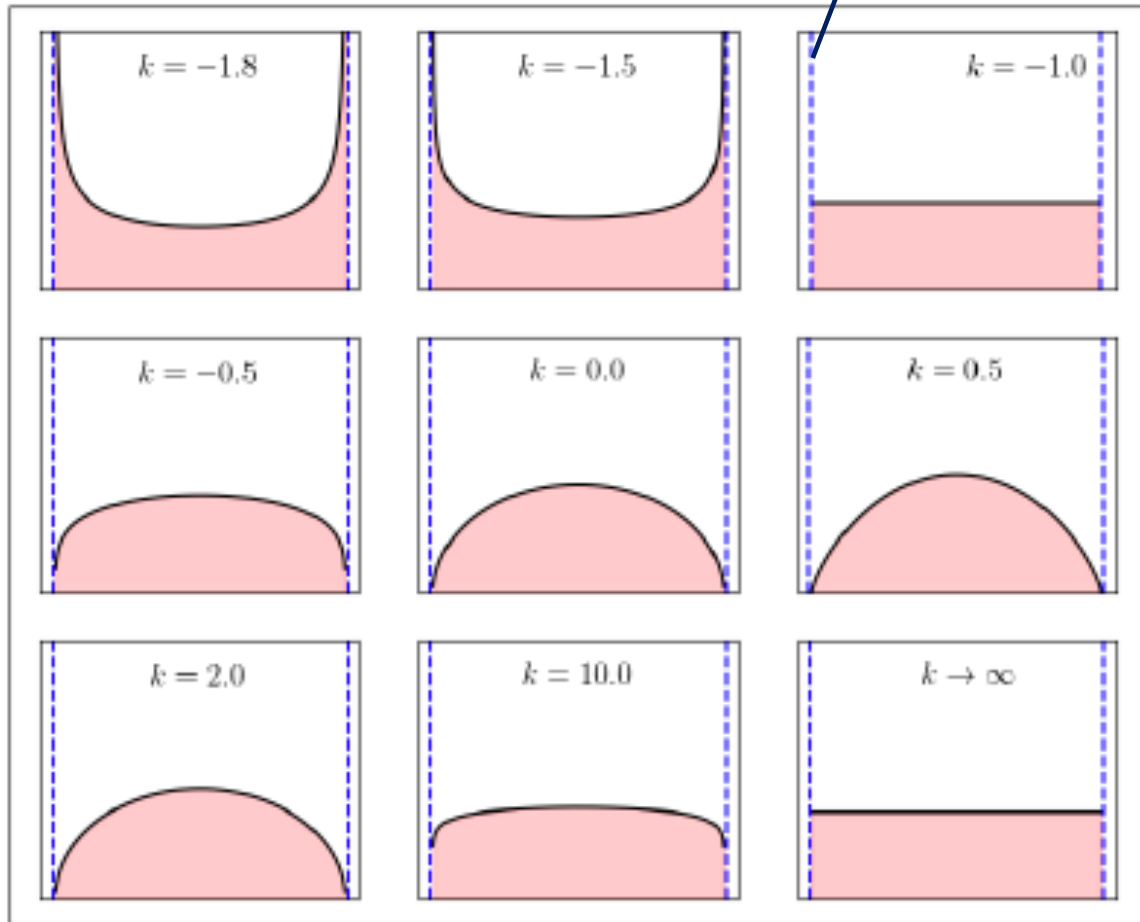 k = −1.8
k = −1.5
k = −1.0
k = −0.5
k = 0.0
k = 0.5
k = 2.0
k = 10.0
k → ∞